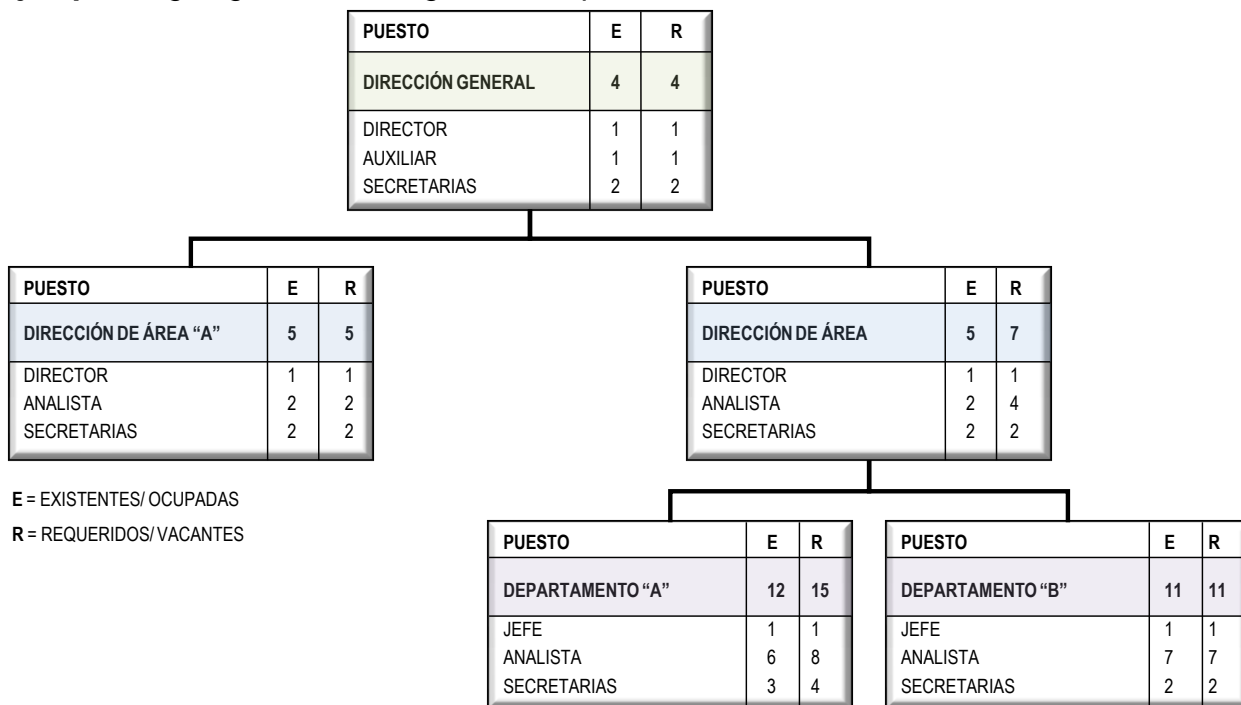 PUESTO E R
DIRECCIÓN GENERAL 4 4
DIRECTOR 1 1
AUXILIAR 1 1
SECRETARIAS 2 2
PUESTO E R
DIRECCIÓN DE ÁREA “A” 5 5
DIRECTOR 1 1
ANALISTA 2 2
SECRETARIAS 2 2
PUESTO E R
DIRECCIÓN DE ÁREA 5 7
DIRECTOR 1 1
ANALISTA 2 4
SECRETARIAS 2 2
E = EXISTENTES/ OCUPADAS
R = REQUERIDOS/ VACANTES
PUESTO E R
DEPARTAMENTO “A” 12 15
JEFE 1 1
ANALISTA 6 8
SECRETARIAS 3 4
PUESTO E R
DEPARTAMENTO “B” 11 11
JEFE 1 1
ANALISTA 7 7
SECRETARIAS 2 2